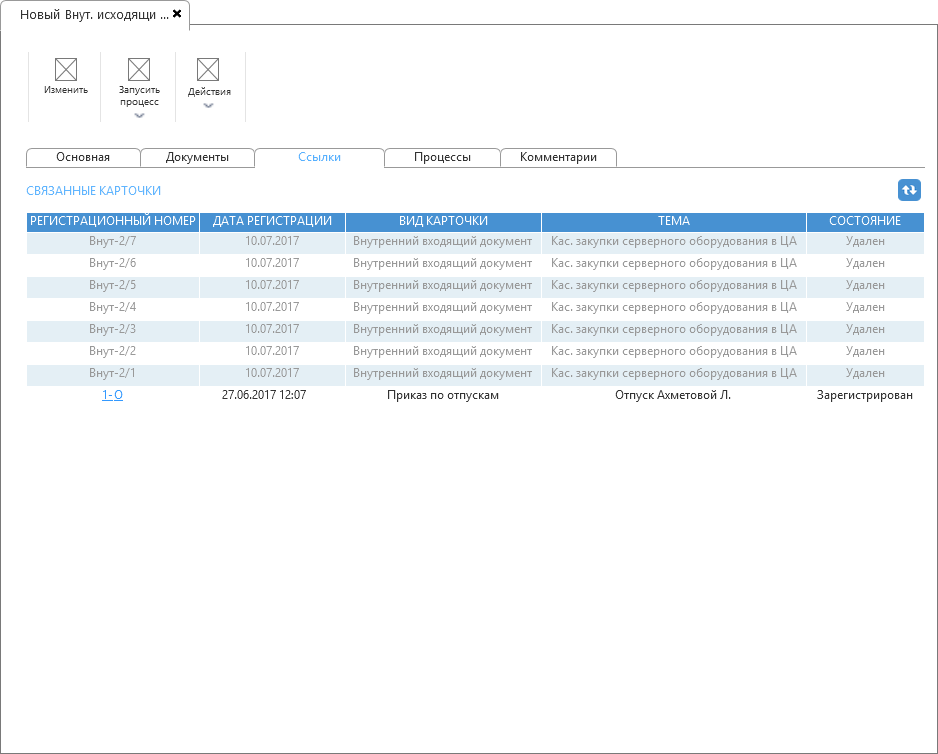 Новый Внут. исходящи ...
Изменить
Запусить процесс
Действия
Основная Документы Ссылки Процессы Комментарии
СВЯЗАННЫЕ КАРТОЧКИ
РЕГИСТРАЦИОННЫЙ НОМЕР ДАТА РЕГИСТРАЦИИ ВИД КАРТОЧКИ ТЕМА СОСТОЯНИЕ
Внут-2/7 10.07.2017 Внутренний входящий документ Кас. закупки серверного оборудования в ЦА Удален
Внут-2/6 10.07.2017 Внутренний входящий документ Кас. закупки серверного оборудования в ЦА Удален
Внут-2/5 10.07.2017 Внутренний входящий документ Кас. закупки серверного оборудования в ЦА Удален
Внут-2/4 10.07.2017 Внутренний входящий документ Кас. закупки серверного оборудования в ЦА Удален
Внут-2/3 10.07.2017 Внутренний входящий документ Кас. закупки серверного оборудования в ЦА Удален
Внут-2/2 10.07.2017 Внутренний входящий документ Кас. закупки серверного оборудования в ЦА Удален
Внут-2/1 10.07.2017 Внутренний входящий документ Кас. закупки серверного оборудования в ЦА Удален
1-О 27.06.2017 12:07 Приказ по отпускам Отпуск Ахметовой Л. Зарегистрирован